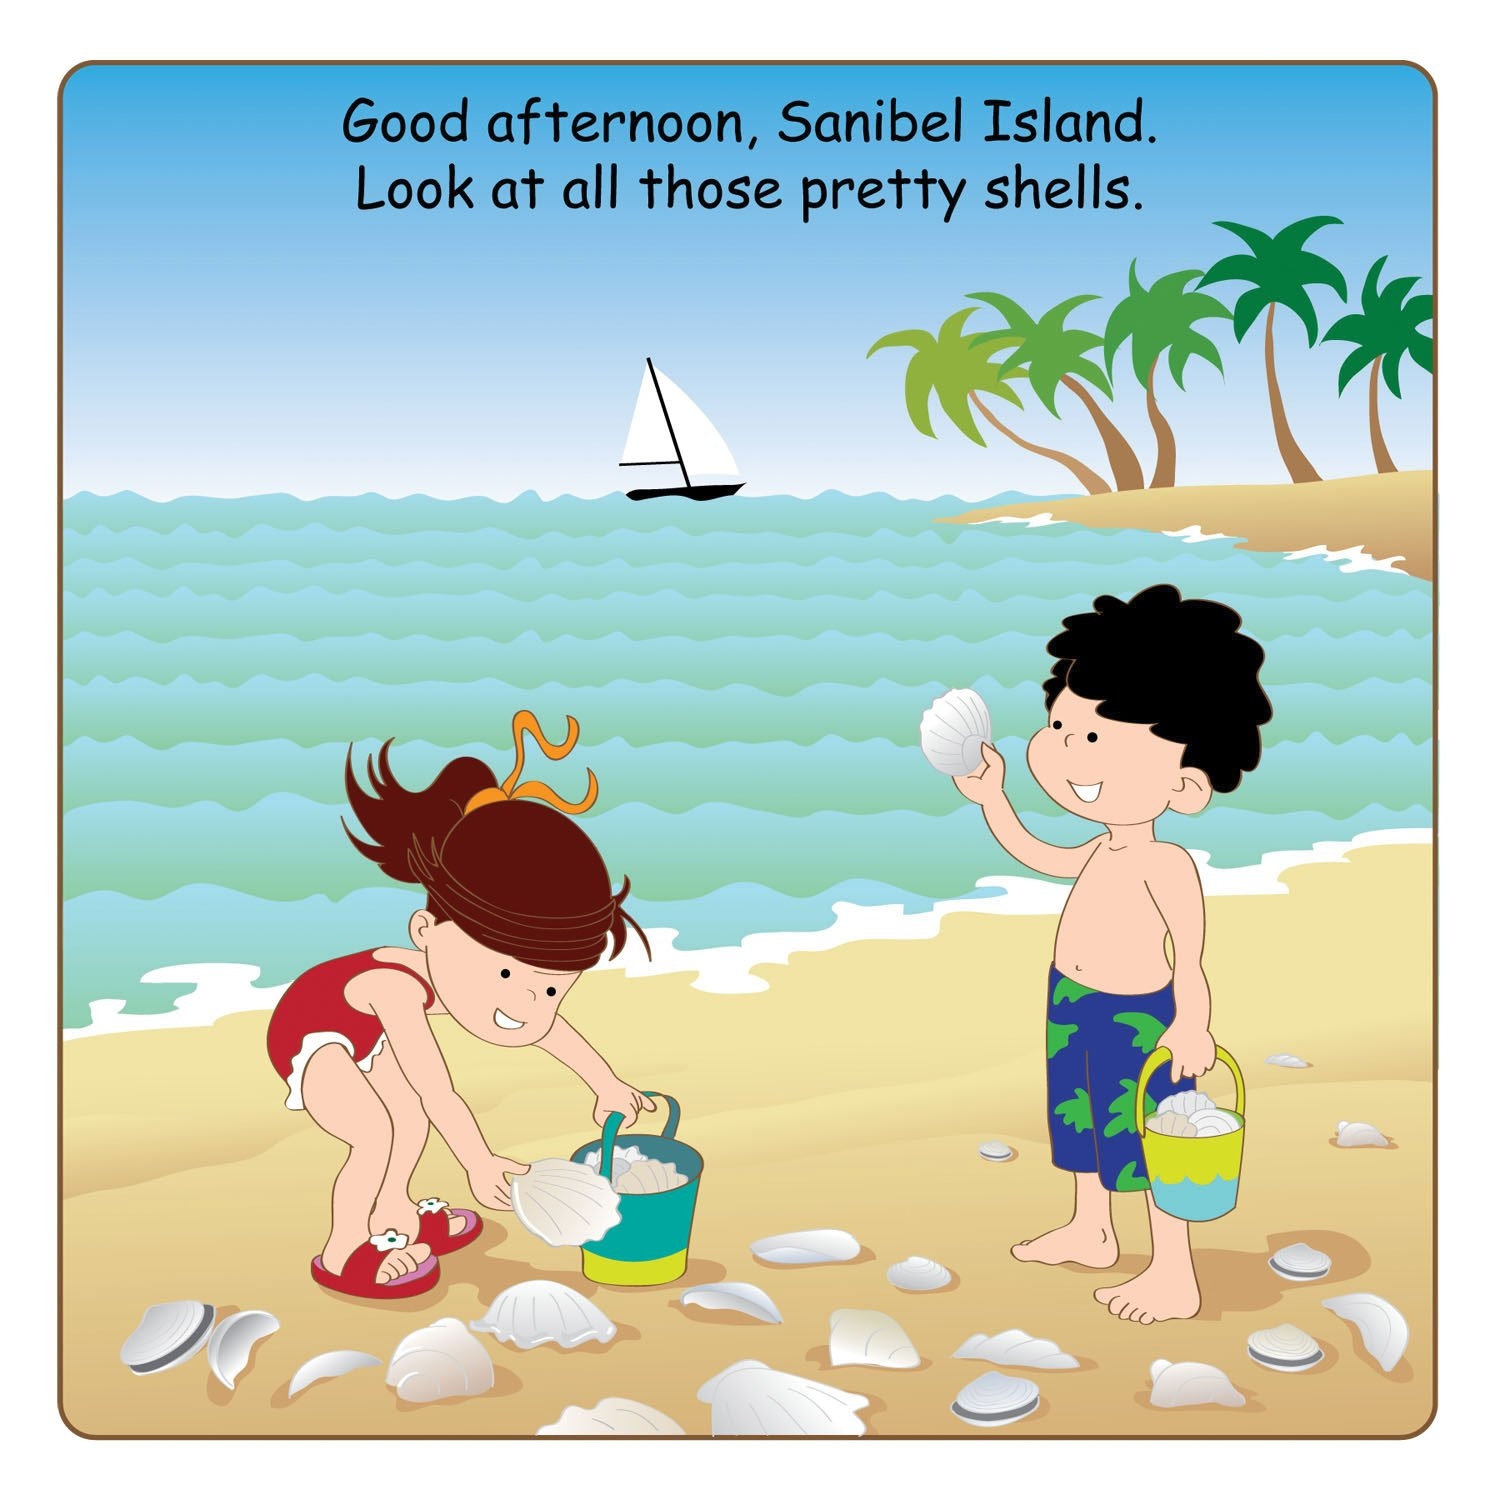 Good afternoon, Sanibel Island.
Look at all those pretty shells.